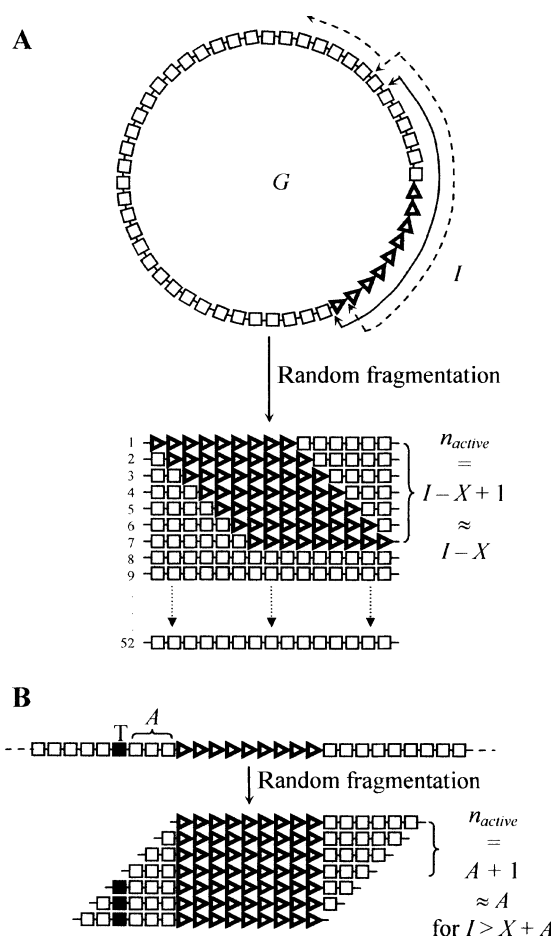 A
G
I
Random fragmentation
1
2
3
4
5
6
7
8
9
52
n_active
=
I – X + 1
≈
I – X
B
T
A
Random fragmentation
n_active
=
A + 1
≈ A
for I > X + A